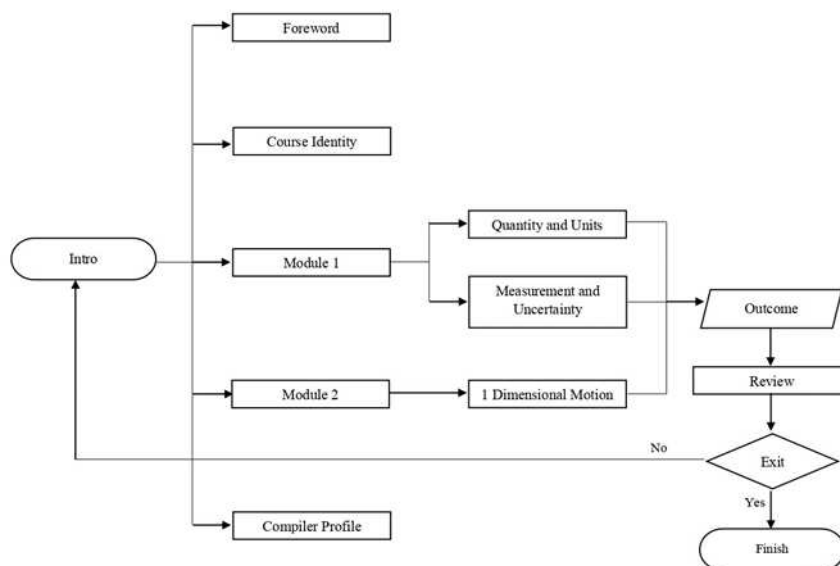 Foreword
Course Identity
Quantity and Units
Intro
Module 1
Measurement and
Uncertainty
Outcome
Review
Module 2
1 Dimensional Motion
No
Exit
Yes
Compiler Profile
Finish